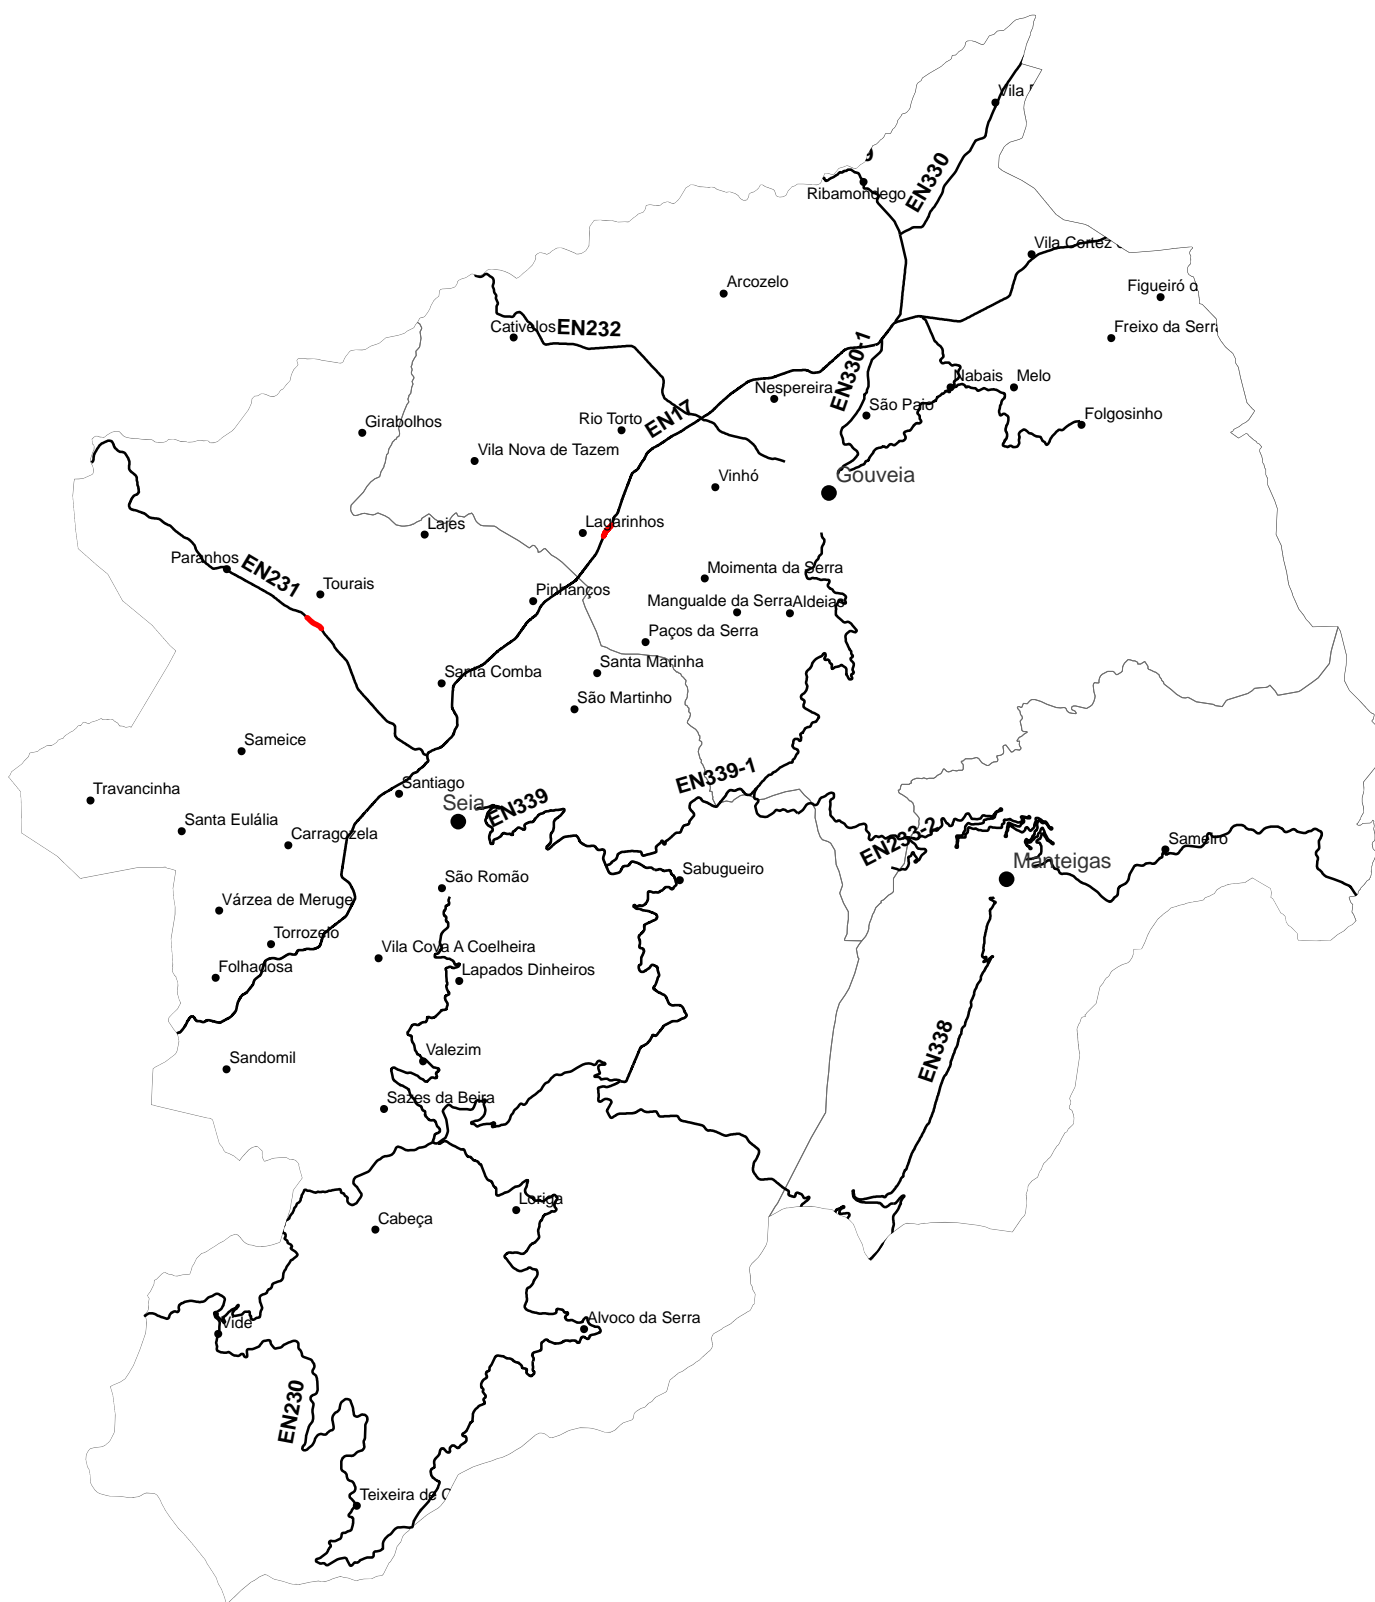 Vila
EN330
Ribamondego
Vila Cortez
Arcozelo
Figueiró
Cativelos
EN232
Freixo da Serra
EN330-1
Nespereira
Nabais
Melo
São Paio
Folgosinho
EN17
Rio Torto
Girabolhos
Vila Nova de Tazem
Vinhó
Gouveia
Lagarinhos
Lajes
Paranhos
EN231
Tourais
Moimenta da Serra
Pinhanços
Mangualde da Serra
Aldeias
Paços da Serra
Santa Marinha
Santa Comba
São Martinho
Sameice
EN339-1
Travancinha
Santiago
Seia
EN339
Santa Eulália
Carragozela
EN233-2
Sameiro
Manteigas
Sabugueiro
São Romão
Várzea de Meruge
Torrozelo
Vila Cova A Coelheira
Folhadosa
Lapados Dinheiros
EN338
Valezim
Sandomil
Sazes da Beira
Loriga
Cabeça
Vide
Alvoco da Serra
EN230
Teixeira de